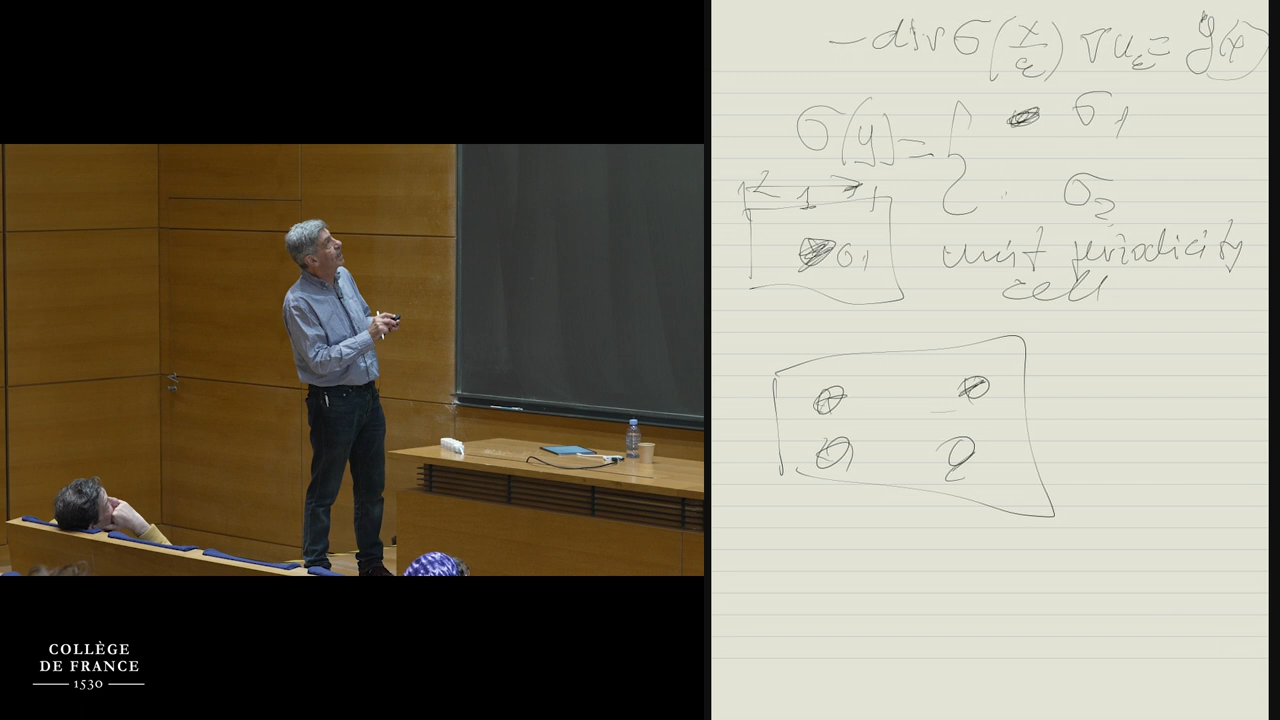 − div σ(x/ε) ∇u_ε = g(x)
σ(y) = { σ₁
1 σ₂
σ₁ unit periodicity
cell
COLLÈGE
DE FRANCE
1530